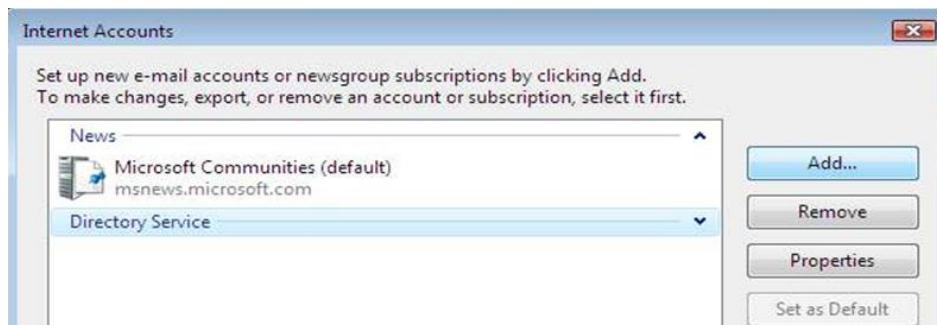 Internet Accounts
Set up new e-mail accounts or newsgroup subscriptions by clicking Add.
To make changes, export, or remove an account or subscription, select it first.
News
Microsoft Communities (default)
msnews.microsoft.com
Directory Service
Add...
Remove
Properties
Set as Default